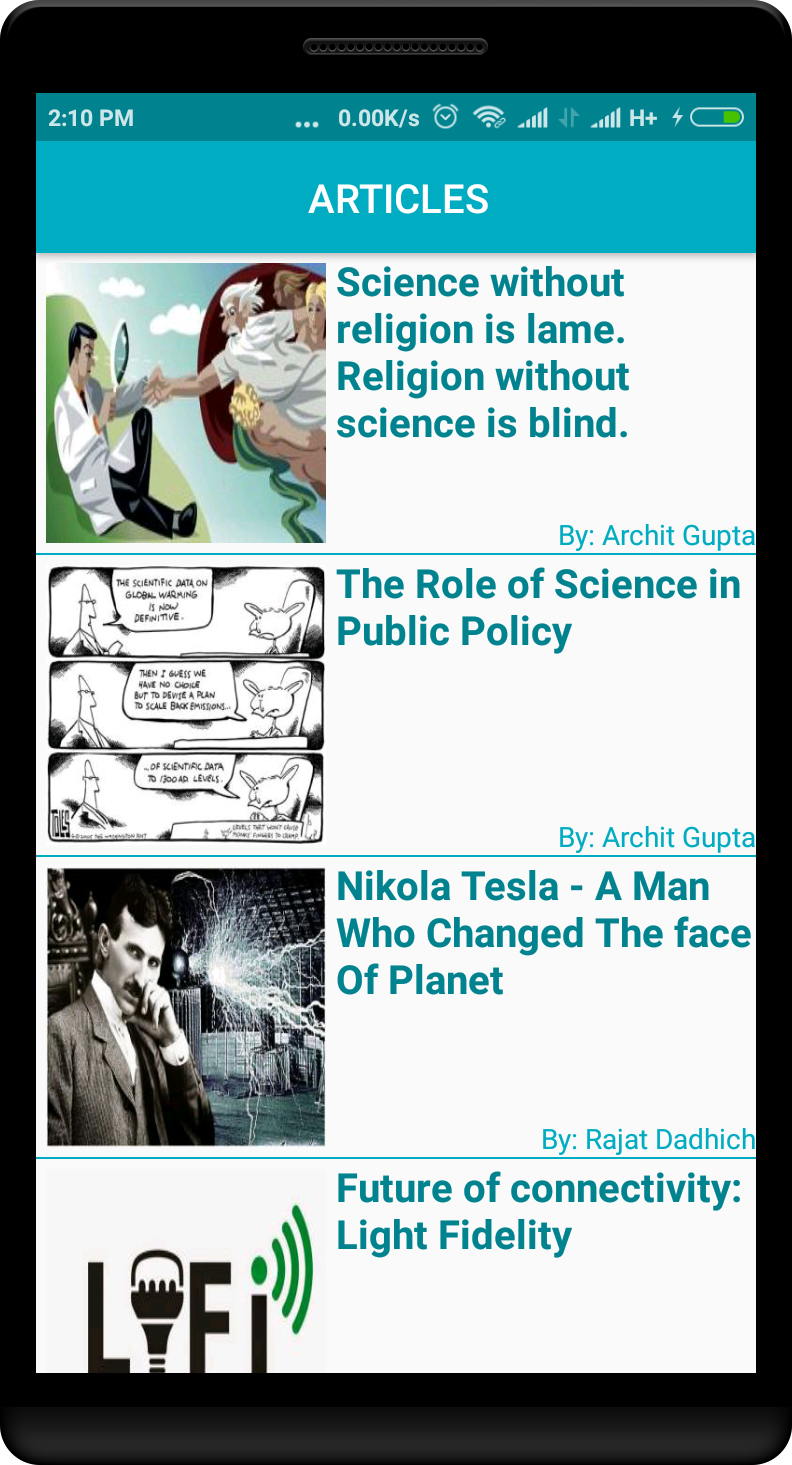 2:10 PM
... 0.00K/s H+
ARTICLES
Science without
religion is lame.
Religion without
science is blind.
By: Archit Gupta
THE SCIENTIFIC DATA ON
GLOBAL WARMING
IS NOW
DEFINITIVE.
THEN I GUESS WE
HAVE NO CHOICE
BUT TO DEVISE A PLAN
TO SCALE BACK EMISSIONS...
...OF SCIENTIFIC DATA
TO 1300 A.D. LEVELS.
TOLES
THE WASHINGTON POST
LEVELS THAT WON'T CAUSE
FINGERS TO
The Role of Science in
Public Policy
By: Archit Gupta
Nikola Tesla - A Man
Who Changed The face
Of Planet
By: Rajat Dadhich
LiFi
Future of connectivity:
Light Fidelity